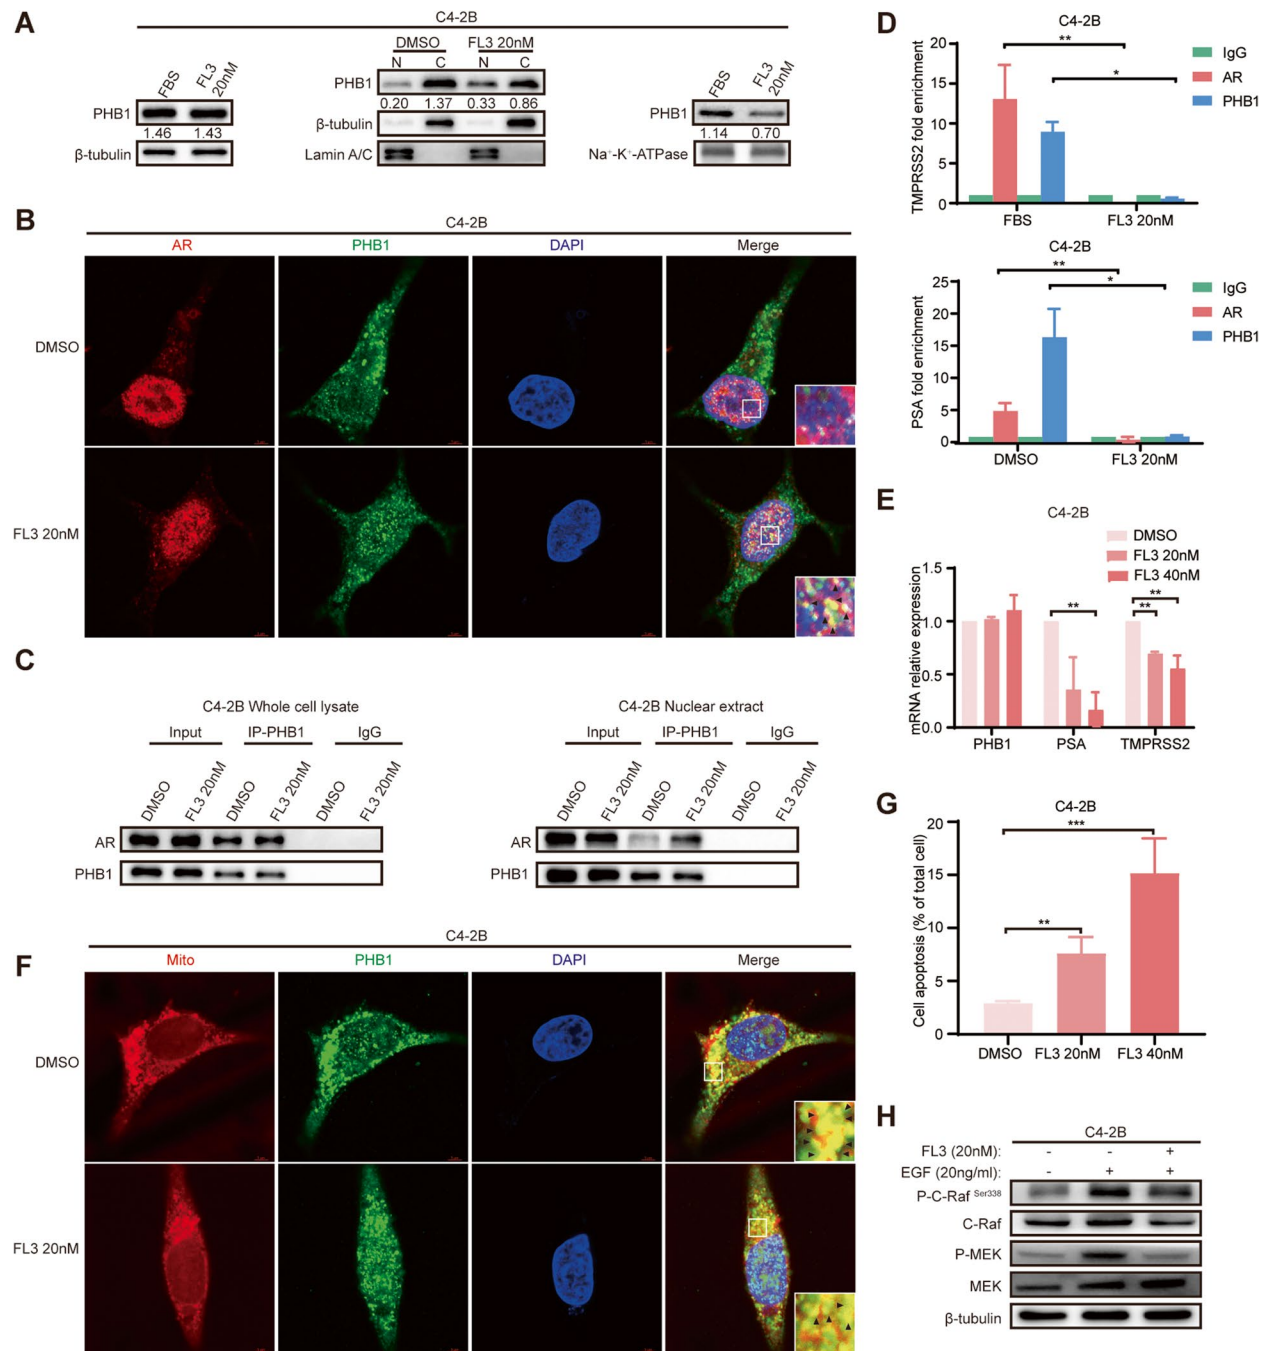 A
C4-2B
FBS
FL3 20nM
PHB1
1.46 1.43
β-tubulin
DMSO FL3 20nM
N C N C
PHB1
0.20 1.37 0.33 0.86
β-tubulin
Lamin A/C
FBS
FL3 20nM
PHB1
1.14 0.70
Na⁺-K⁺-ATPase
B
C4-2B
AR PHB1 DAPI Merge
DMSO
FL3 20nM
C
C4-2B Whole cell lysate
Input IP-PHB1 IgG
DMSO FL3 20nM DMSO FL3 20nM DMSO FL3 20nM
AR
PHB1
C4-2B Nuclear extract
Input IP-PHB1 IgG
DMSO FL3 20nM DMSO FL3 20nM DMSO FL3 20nM
AR
PHB1
D
C4-2B
TMPRSS2 fold enrichment
20
15
10
5
0
**
*
IgG
AR
PHB1
FBS FL3 20nM
C4-2B
PSA fold enrichment
25
20
15
10
5
0
**
*
IgG
AR
PHB1
DMSO FL3 20nM
E
C4-2B
DMSO
FL3 20nM
FL3 40nM
mRNA relative expression
1.5
1.0
0.5
0.0
**
**
**
PHB1 PSA TMPRSS2
F
C4-2B
Mito PHB1 DAPI Merge
DMSO
FL3 20nM
G
C4-2B
Cell apoptosis (% of total cell)
20
15
10
5
0
***
**
DMSO FL3 20nM FL3 40nM
H
C4-2B
FL3 (20nM): - - +
EGF (20ng/ml): - + +
P-C-Raf Ser338
C-Raf
P-MEK
MEK
β-tubulin